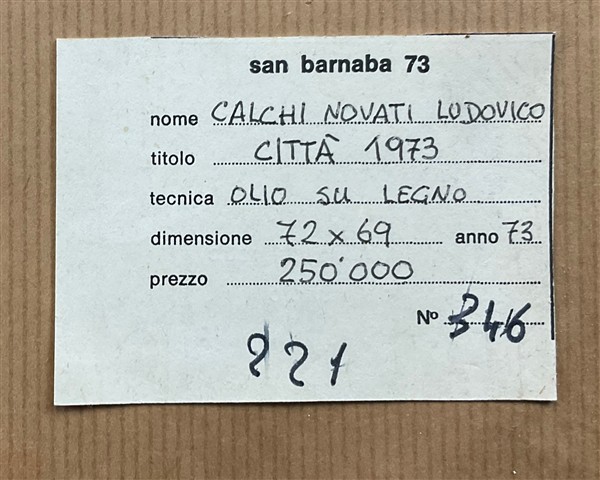 san barnaba 73
nome CALCHI NOVATI LUDOVICO
titolo CITTÀ 1973
tecnica OLIO SU LEGNO
dimensione 72 x 69 anno 73
prezzo 250'000
Nº 346
221